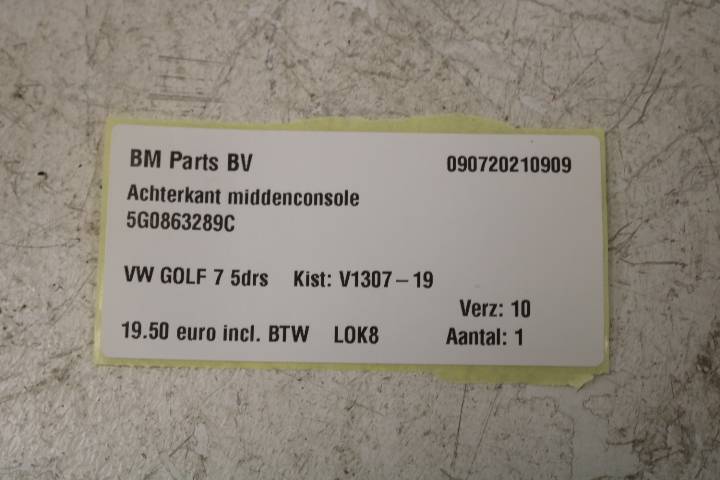 BM Parts BV 090720210909
Achterkant middenconsole
5G0863289C
VW GOLF 7 5drs Kist: V1307-19
Verz: 10
19.50 euro incl. BTW LOK8 Aantal: 1